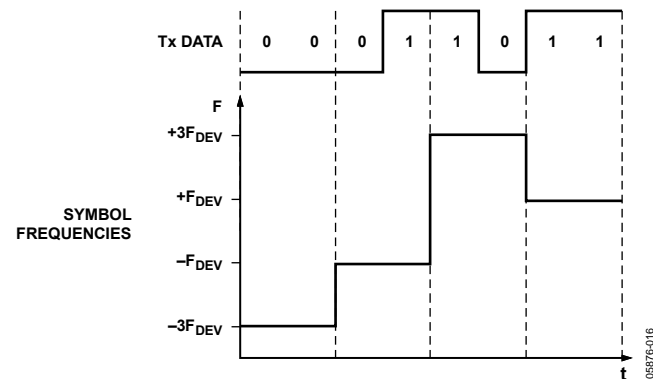 Tx DATA 0 0 0 1 1 0 1 1
F
+3FDEV
+FDEV
SYMBOL
FREQUENCIES
–FDEV
–3FDEV
t
05876-016